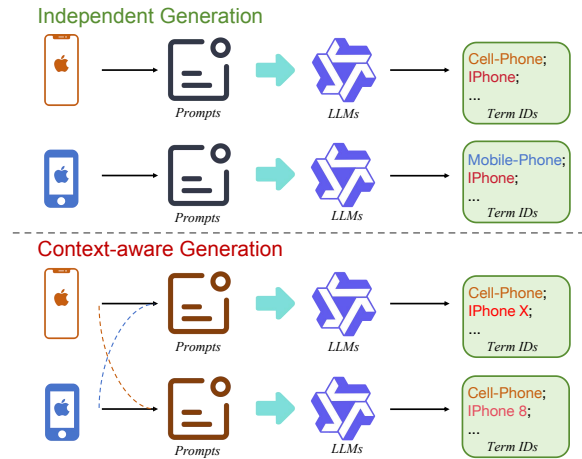 Independent Generation
Prompts
LLMs
Cell-Phone;
IPhone;
...
Term IDs
Prompts
LLMs
Mobile-Phone;
IPhone;
...
Term IDs
Context-aware Generation
Prompts
LLMs
Cell-Phone;
IPhone X;
...
Term IDs
Prompts
LLMs
Cell-Phone;
IPhone 8;
...
Term IDs